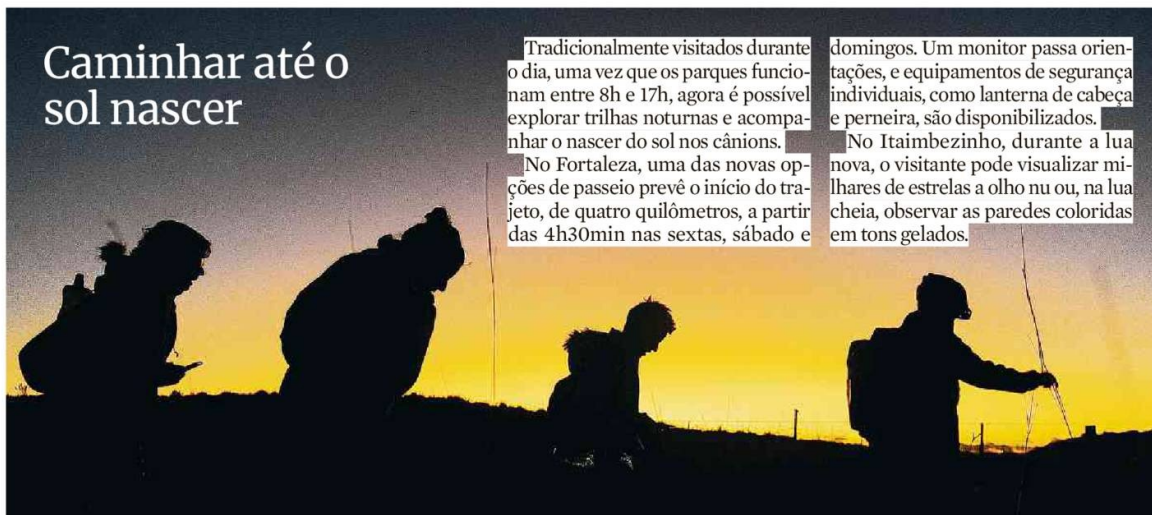 Caminhar até o
sol nascer
Tradicionalmente visitados durante
o dia, uma vez que os parques funcio-
nam entre 8h e 17h, agora é possível
explorar trilhas noturnas e acompa-
nhar o nascer do sol nos cânions.
No Fortaleza, uma das novas op-
ções de passeio prevê o início do tra-
jeto, de quatro quilômetros, a partir
das 4h30min nas sextas, sábado e
domingos. Um monitor passa orien-
tações, e equipamentos de segurança
individuais, como lanterna de cabeça
e perneira, são disponibilizados.
No Itaimbezinho, durante a lua
nova, o visitante pode visualizar mi-
lhares de estrelas a olho nu ou, na lua
cheia, observar as paredes coloridas
em tons gelados.